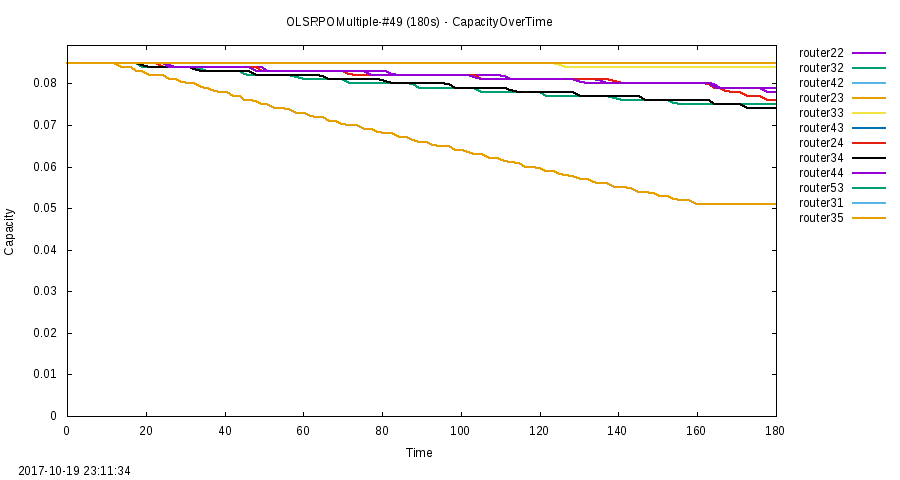 OLSRPOMultiple-#49 (180s) - CapacityOverTime
router22
router32
router42
router23
router33
router43
router24
router34
router44
router53
router31
router35
0.08
0.07
0.06
0.05
0.04
0.03
0.02
0.01
0
Capacity
0 20 40 60 80 100 120 140 160 180
Time
2017-10-19 23:11:34